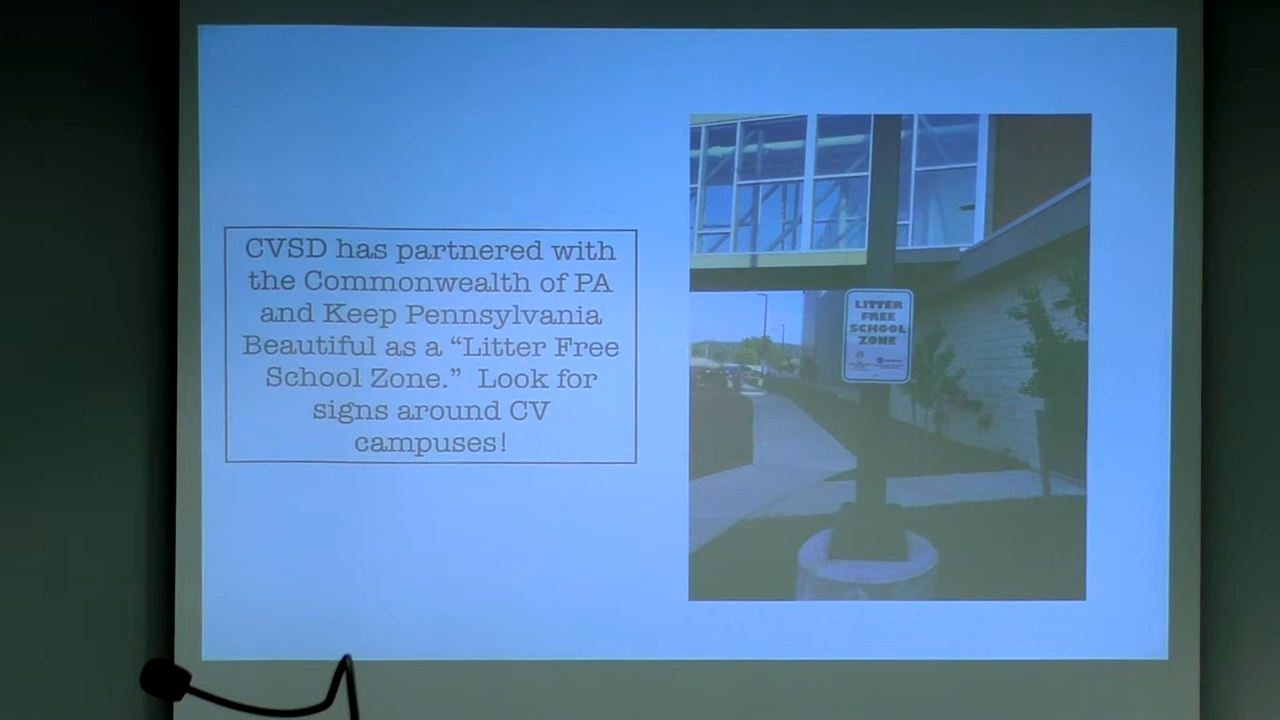 CVSD has partnered with
the Commonwealth of PA
and Keep Pennsylvania
Beautiful as a “Litter Free
School Zone.” Look for
signs around CV
campuses!
LITTER
FREE
SCHOOL
ZONE